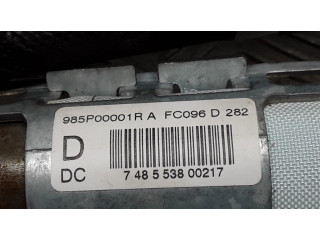 985P00001R A FC096 D 282
D
DC
7 48 5 538 00217